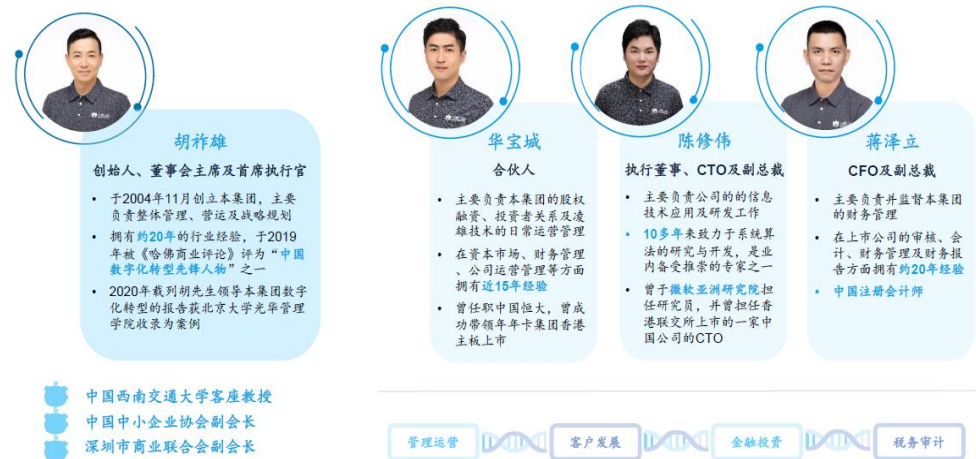 胡祚雄
创始人、董事会主席及首席执行官
• 于2004年11月创立本集团，主要
负责整体管理、营运及战略规划
• 拥有约20年的行业经验，于2019
年被《哈佛商业评论》评为“中国
数字化转型先锋人物”之一
• 2020年载列胡先生领导本集团数字
化转型的报告获北京大学光华管理
学院收录为案例
中国西南交通大学客座教授
中国中小企业协会副会长
深圳市商业联合会副会长
华宝城
合伙人
• 主要负责本集团的股权
融资、投资者关系及凌
雄技术的日常运营管理
• 在资本市场、财务管理
、公司运营管理等方面
拥有近15年经验
• 曾任职中国恒大，曾成
功带领年年卡集团香港
主板上市
陈修伟
执行董事、CTO及副总裁
• 主要负责公司的的信息
技术应用及研发工作
• 10多年来致力于系统算
法的研究与开发，是业
内备受推崇的专家之一
• 曾于微软亚洲研究院担
任研究员，并曾担任香
港联交所上市的一家中
国公司的CTO
蒋泽立
CFO及副总裁
• 主要负责并监督本集团
的财务管理
• 在上市公司的审核、会
计、财务管理及财务报
告方面拥有约20年经验
• 中国注册会计师
管理运营
客户发展
金融投资
税务审计